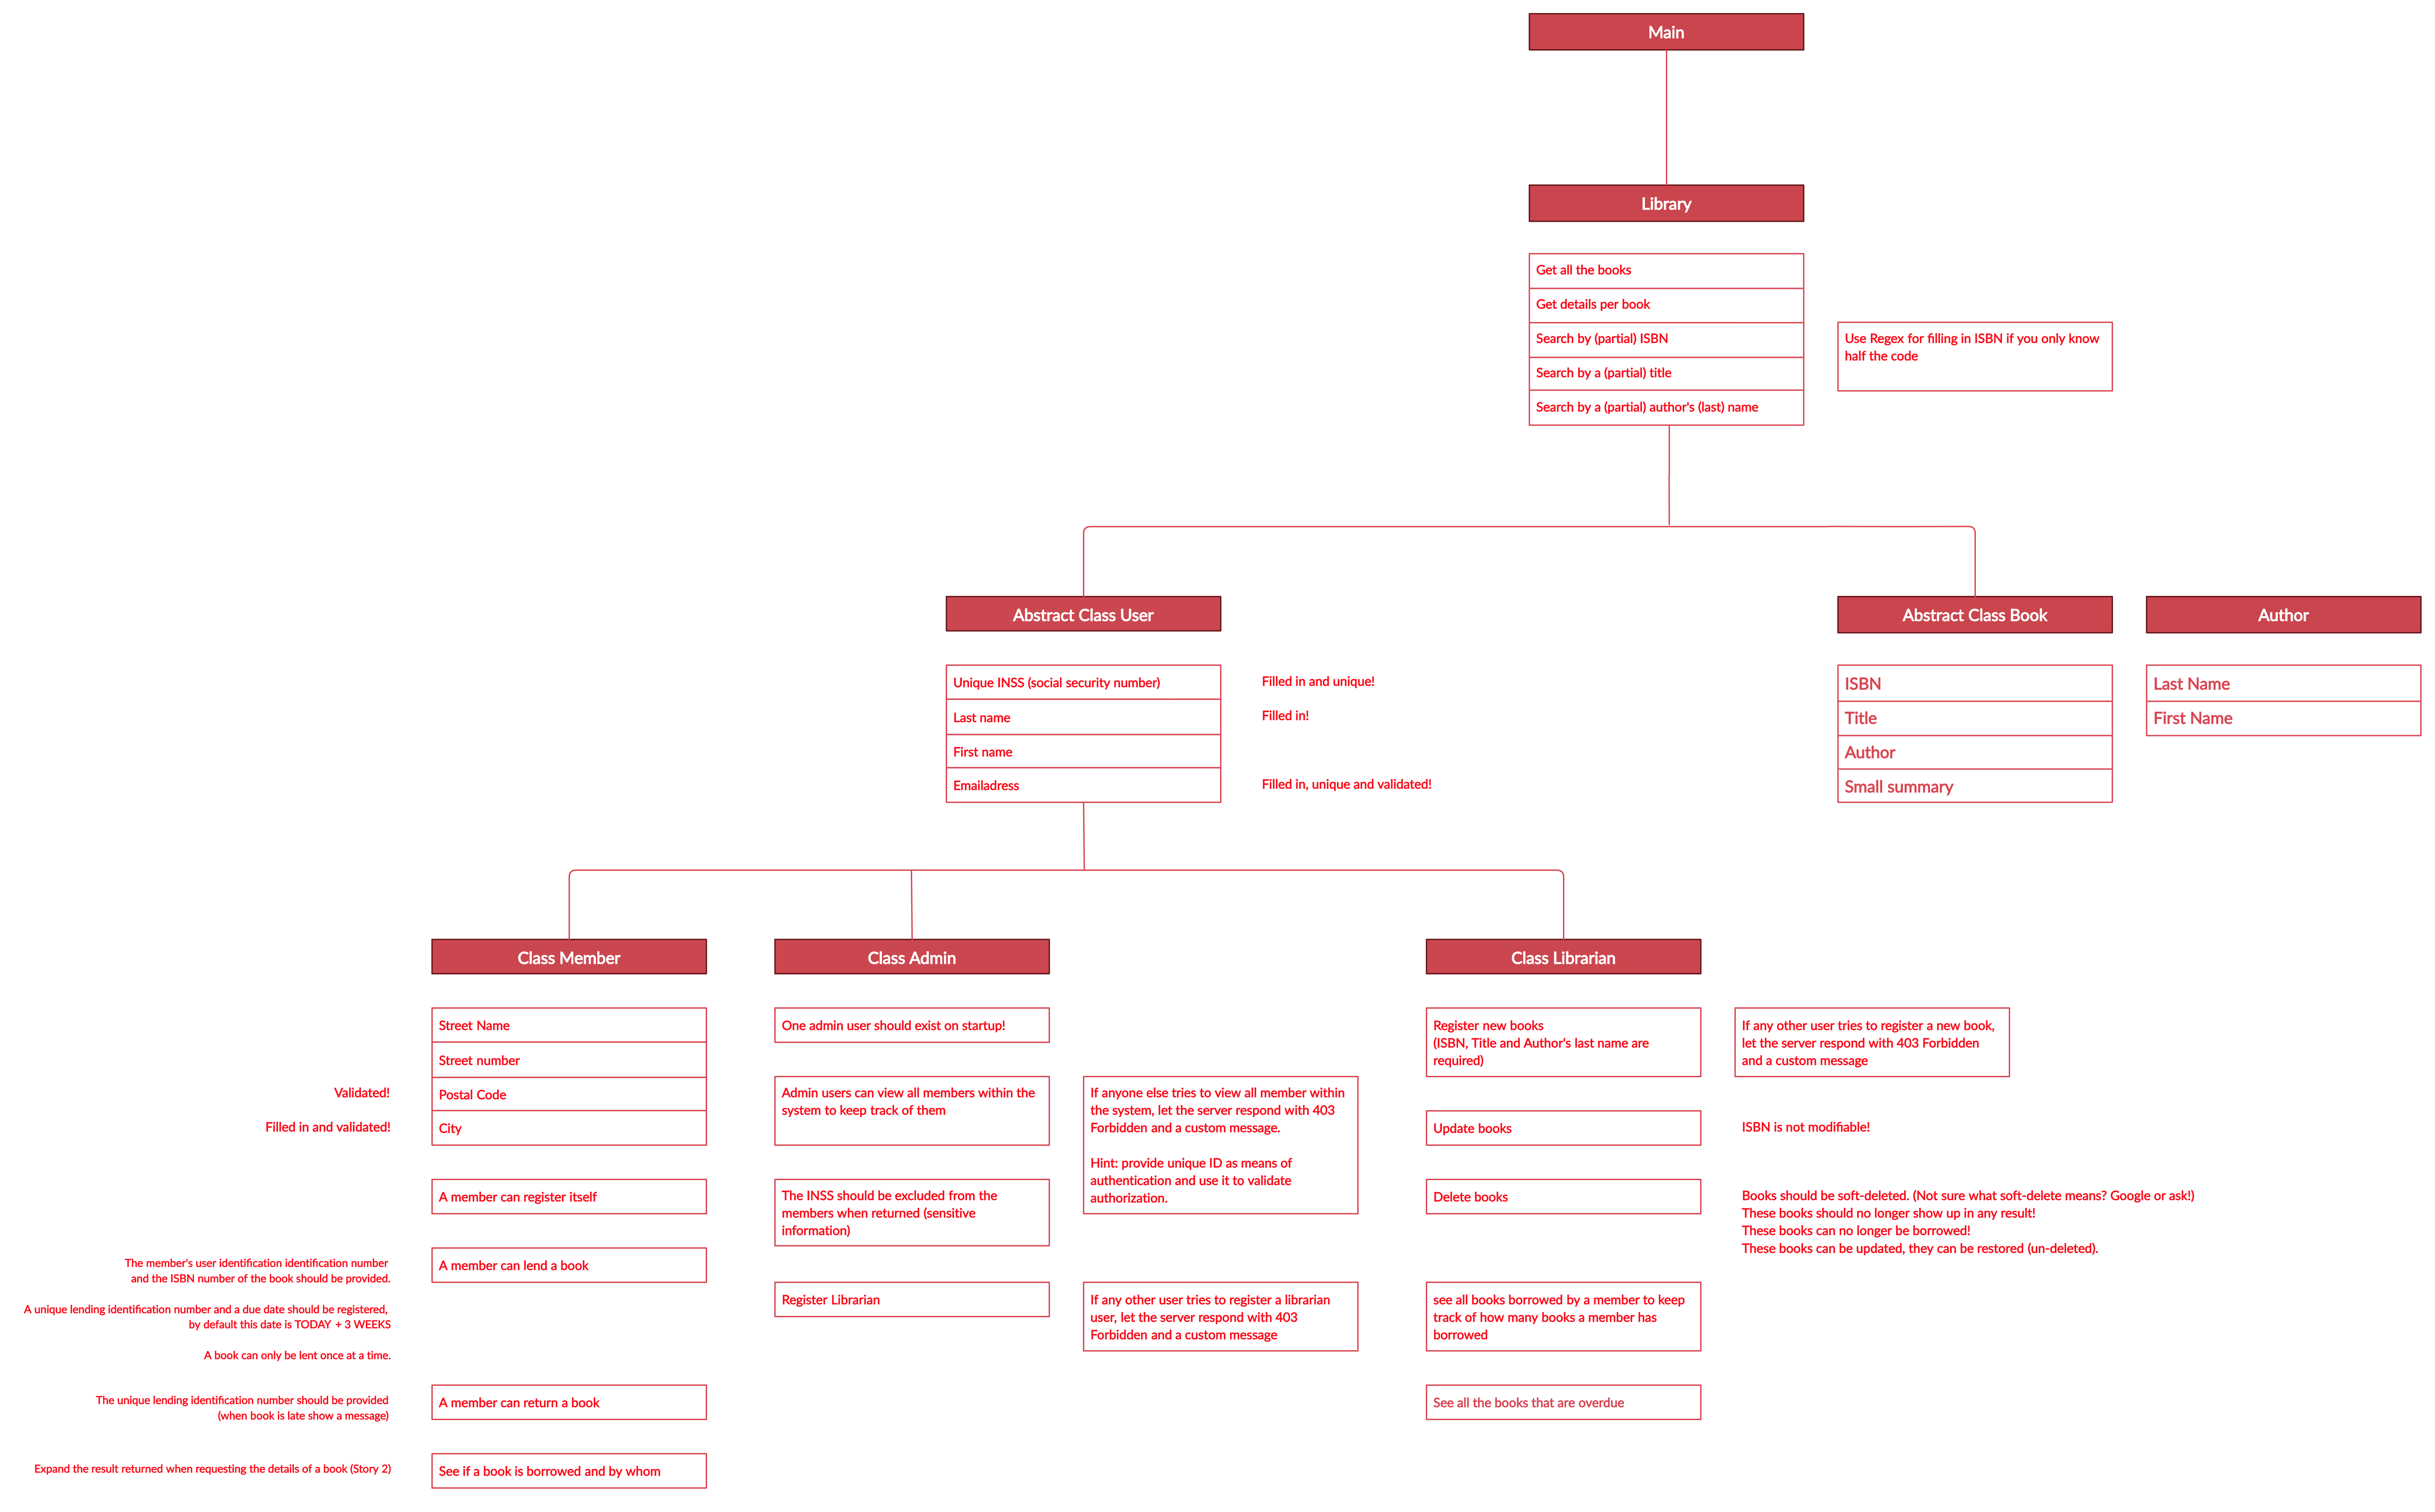 Main
Library
Get all the books
Get details per book
Search by (partial) ISBN
Search by a (partial) title
Search by a (partial) author's (last) name
Use Regex for filling in ISBN if you only know
half the code
Abstract Class User
Unique INSS (social security number)
Last name
First name
Emailadress
Filled in and unique!
Filled in!
Filled in, unique and validated!
Abstract Class Book
ISBN
Title
Author
Small summary
Author
Last Name
First Name
Class Member
Street Name
Street number
Postal Code
City
Validated!
Filled in and validated!
A member can register itself
A member can lend a book
The member's user identification identification number
and the ISBN number of the book should be provided.
A unique lending identification number and a due date should be registered,
by default this date is TODAY + 3 WEEKS
A book can only be lent once at a time.
A member can return a book
The unique lending identification number should be provided
(when book is late show a message)
See if a book is borrowed and by whom
Expand the result returned when requesting the details of a book (Story 2)
Class Admin
One admin user should exist on startup!
Admin users can view all members within the
system to keep track of them
If anyone else tries to view all member within
the system, let the server respond with 403
Forbidden and a custom message.
Hint: provide unique ID as means of
authentication and use it to validate
authorization.
The INSS should be excluded from the
members when returned (sensitive
information)
Register Librarian
If any other user tries to register a librarian
user, let the server respond with 403
Forbidden and a custom message
Class Librarian
Register new books
(ISBN, Title and Author's last name are
required)
If any other user tries to register a new book,
let the server respond with 403 Forbidden
and a custom message
Update books
ISBN is not modifiable!
Delete books
Books should be soft-deleted. (Not sure what soft-delete means? Google or ask!)
These books should no longer show up in any result!
These books can no longer be borrowed!
These books can be updated, they can be restored (un-deleted).
see all books borrowed by a member to keep
track of how many books a member has
borrowed
See all the books that are overdue